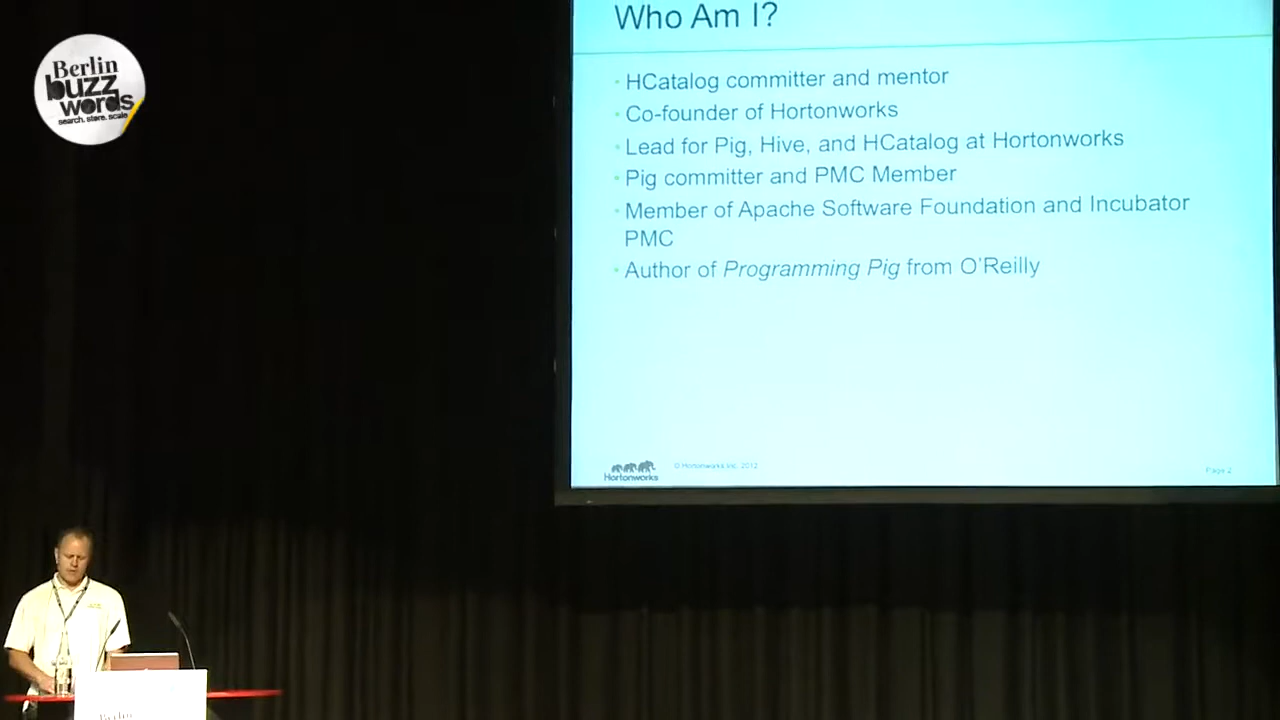 Berlin
buzz
words
search. store. scale
Who Am I?
HCatalog committer and mentor
Co-founder of Hortonworks
Lead for Pig, Hive, and HCatalog at Hortonworks
Pig committer and PMC Member
Member of Apache Software Foundation and Incubator
PMC
Author of Programming Pig from O'Reilly
Hortonworks
© Hortonworks Inc. 2012
Page 2
Berlin